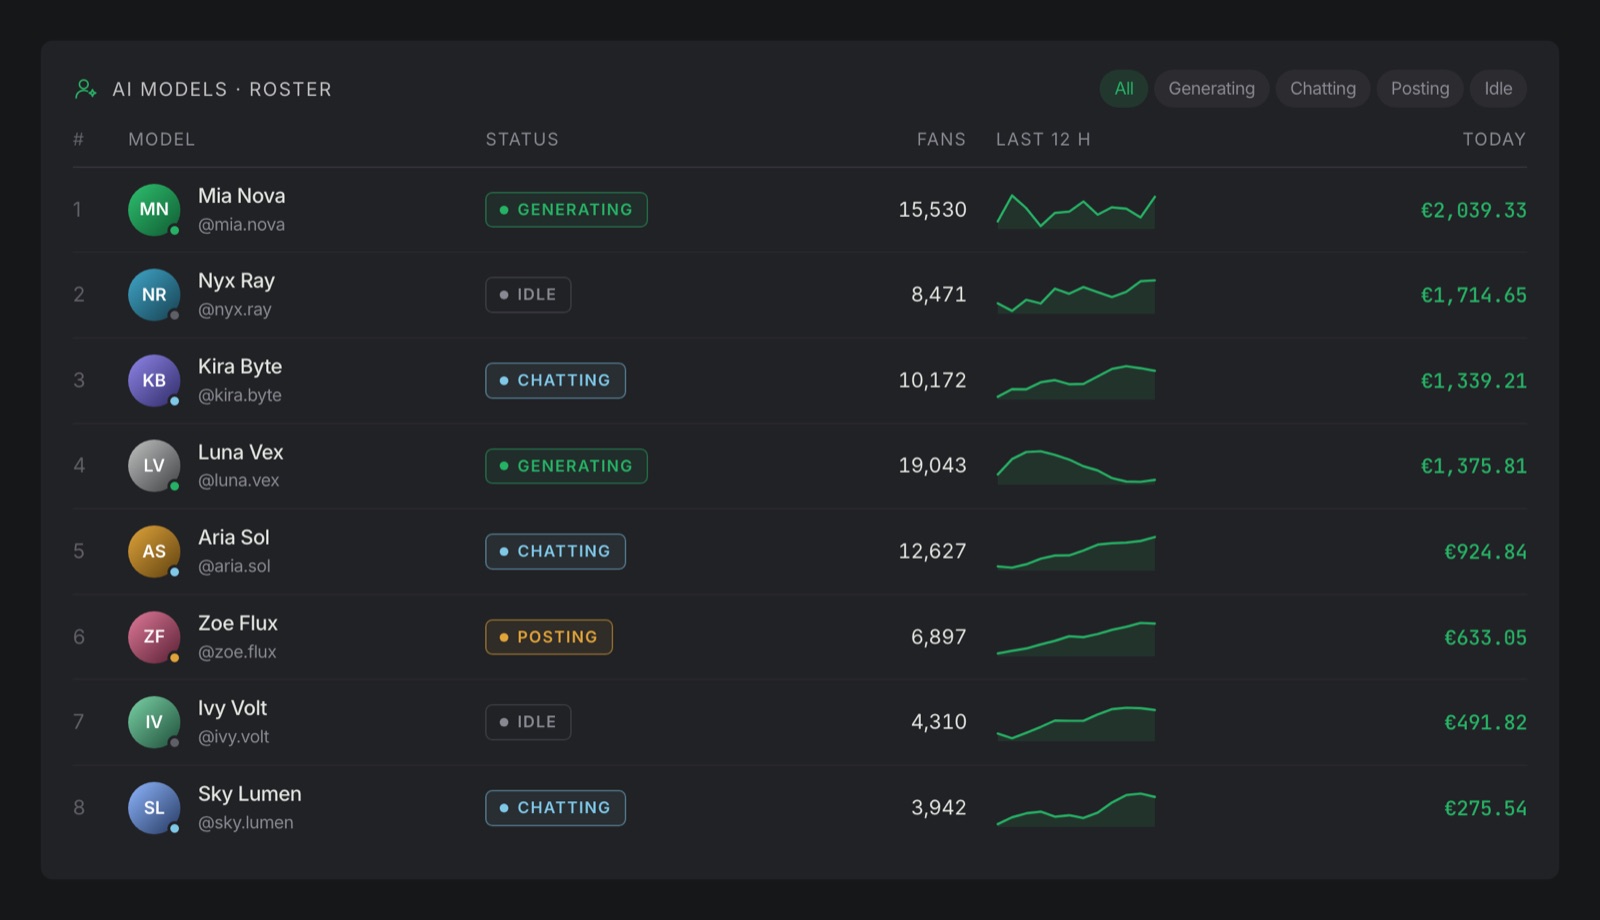 AI MODELS · ROSTER
All Generating Chatting Posting Idle
# MODEL STATUS FANS LAST 12 H TODAY
1 MN Mia Nova GENERATING 15,530 €2,039.33
@mia.nova
2 NR Nyx Ray IDLE 8,471 €1,714.65
@nyx.ray
3 KB Kira Byte CHATTING 10,172 €1,339.21
@kira.byte
4 LV Luna Vex GENERATING 19,043 €1,375.81
@luna.vex
5 AS Aria Sol CHATTING 12,627 €924.84
@aria.sol
6 ZF Zoe Flux POSTING 6,897 €633.05
@zoe.flux
7 IV Ivy Volt IDLE 4,310 €491.82
@ivy.volt
8 SL Sky Lumen CHATTING 3,942 €275.54
@sky.lumen